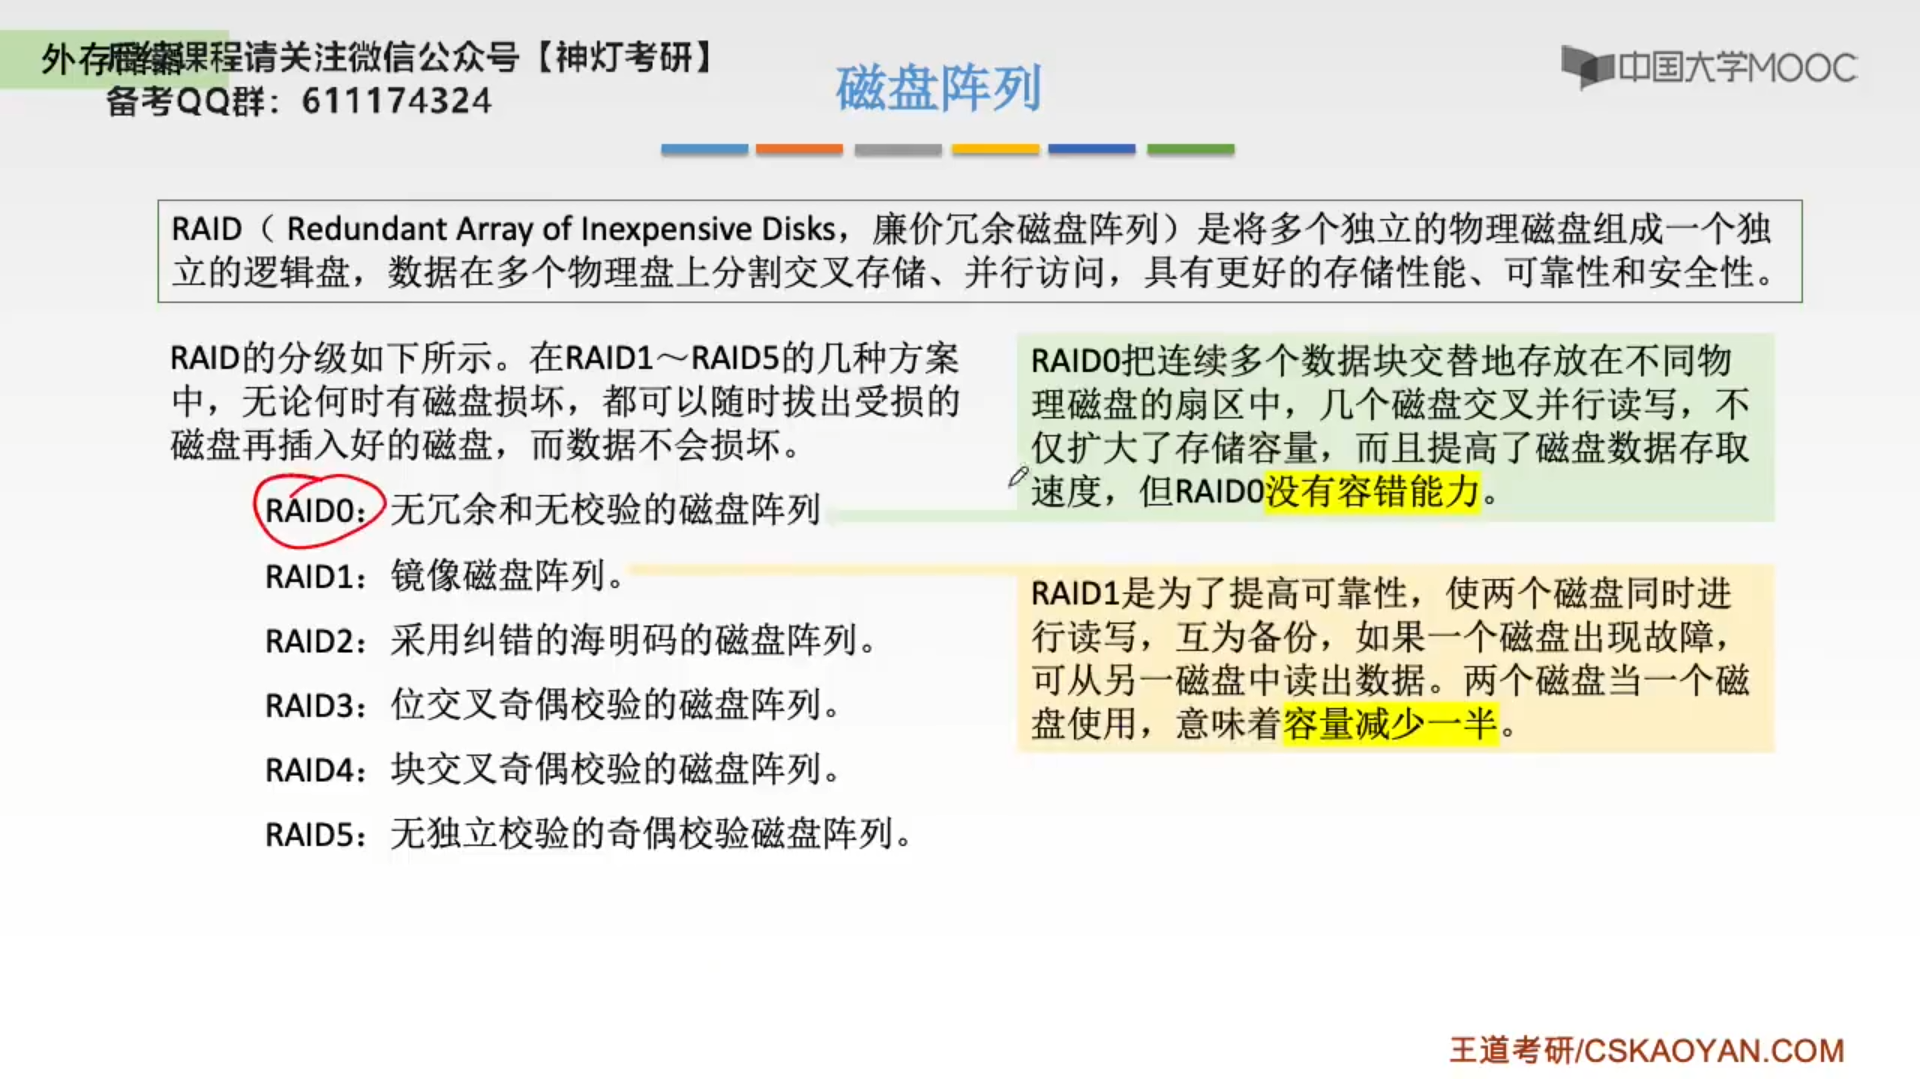 外存储器
课程请关注微信公众号【神灯考研】
备考QQ群：611174324
磁盘阵列
中国大学MOOC
RAID（ Redundant Array of Inexpensive Disks，廉价冗余磁盘阵列）是将多个独立的物理磁盘组成一个独
立的逻辑盘，数据在多个物理盘上分割交叉存储、并行访问，具有更好的存储性能、可靠性和安全性。
RAID的分级如下所示。在RAID1～RAID5的几种方案
中，无论何时有磁盘损坏，都可以随时拔出受损的
磁盘再插入好的磁盘，而数据不会损坏。
RAID0：无冗余和无校验的磁盘阵列
RAID1：镜像磁盘阵列。
RAID2：采用纠错的海明码的磁盘阵列。
RAID3：位交叉奇偶校验的磁盘阵列。
RAID4：块交叉奇偶校验的磁盘阵列。
RAID5：无独立校验的奇偶校验磁盘阵列。
RAID0把连续多个数据块交替地存放在不同物
理磁盘的扇区中，几个磁盘交叉并行读写，不
仅扩大了存储容量，而且提高了磁盘数据存取
速度，但RAID0没有容错能力。
RAID1是为了提高可靠性，使两个磁盘同时进
行读写，互为备份，如果一个磁盘出现故障，
可从另一磁盘中读出数据。两个磁盘当一个磁
盘使用，意味着容量减少一半。
王道考研/CSKAOYAN.COM